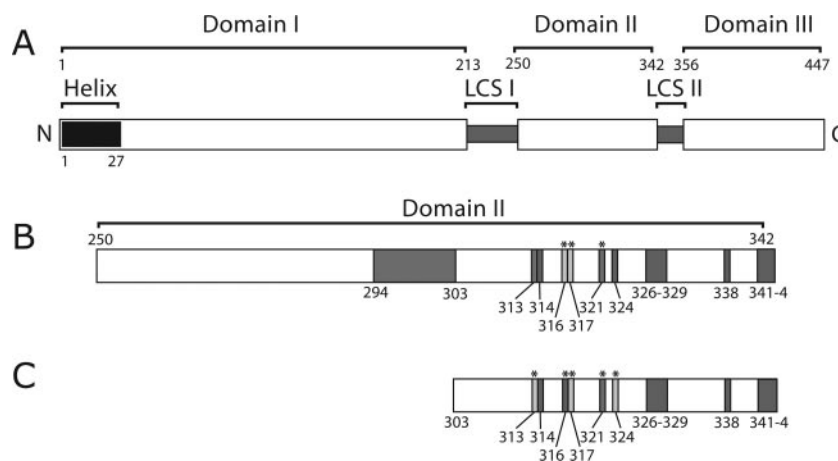 A
Domain I
Domain II
Domain III
1
213
250
342
356
447
Helix
LCS I
LCS II
N
1
27
B
Domain II
250
342
* * *
294
303
313
314
316
317
321
324
326-329
338
341-4
C
* * * * *
303
313
314
316
317
321
324
326-329
338
341-4